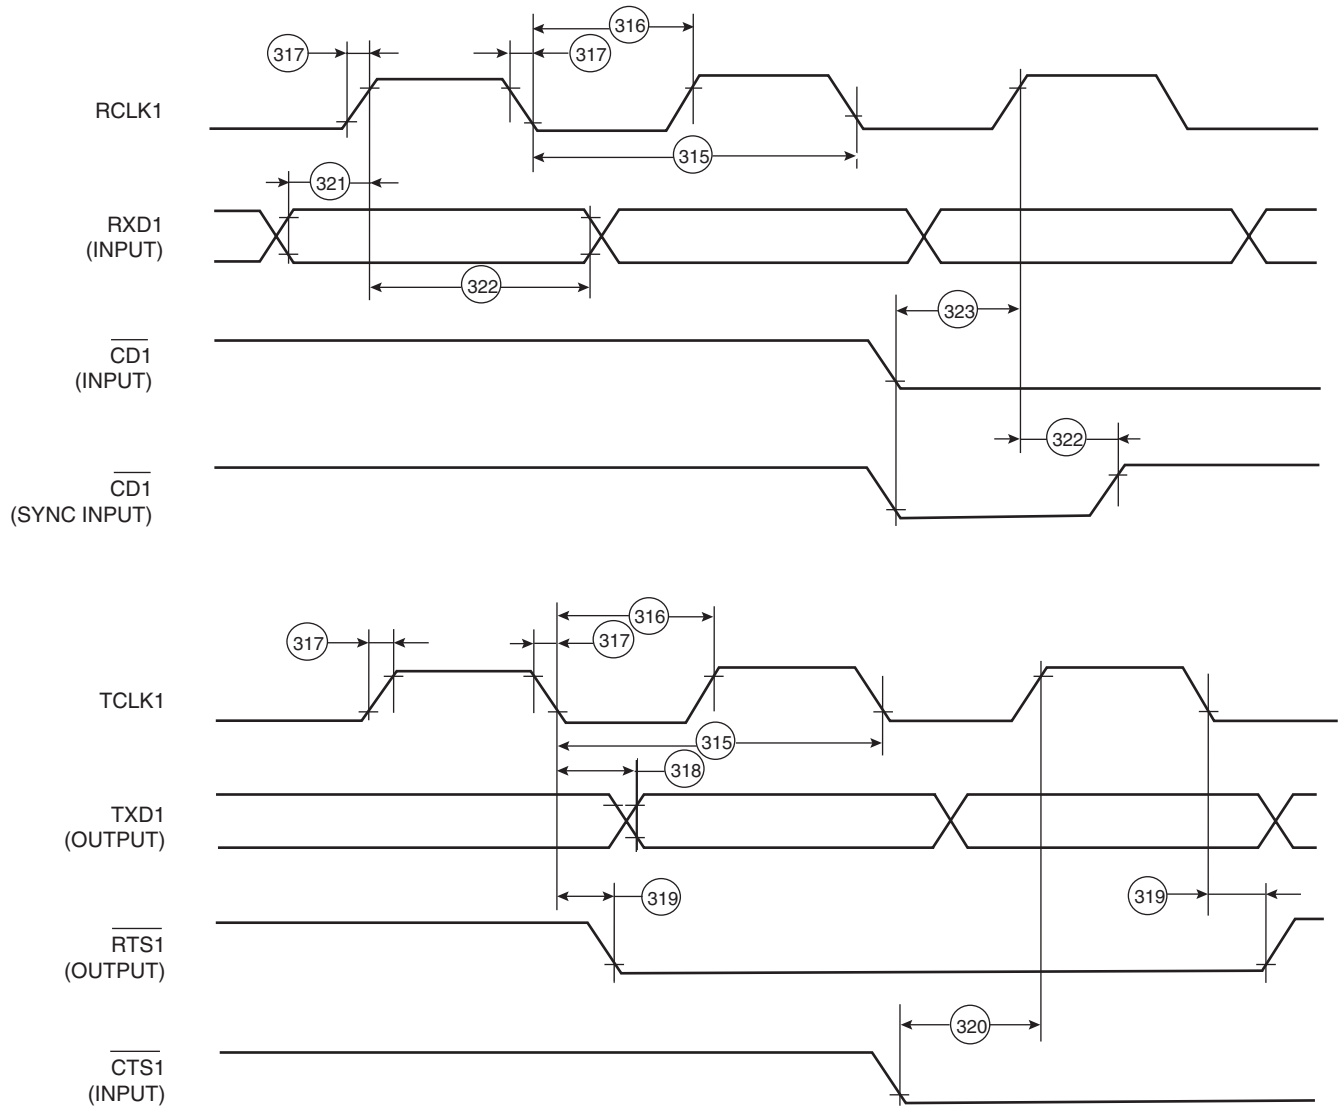 316
317
317
RCLK1
315
321
RXD1
(INPUT)
322
323
CD1
(INPUT)
322
CD1
(SYNC INPUT)
316
317
317
TCLK1
315
318
TXD1
(OUTPUT)
319
319
RTS1
(OUTPUT)
320
CTS1
(INPUT)